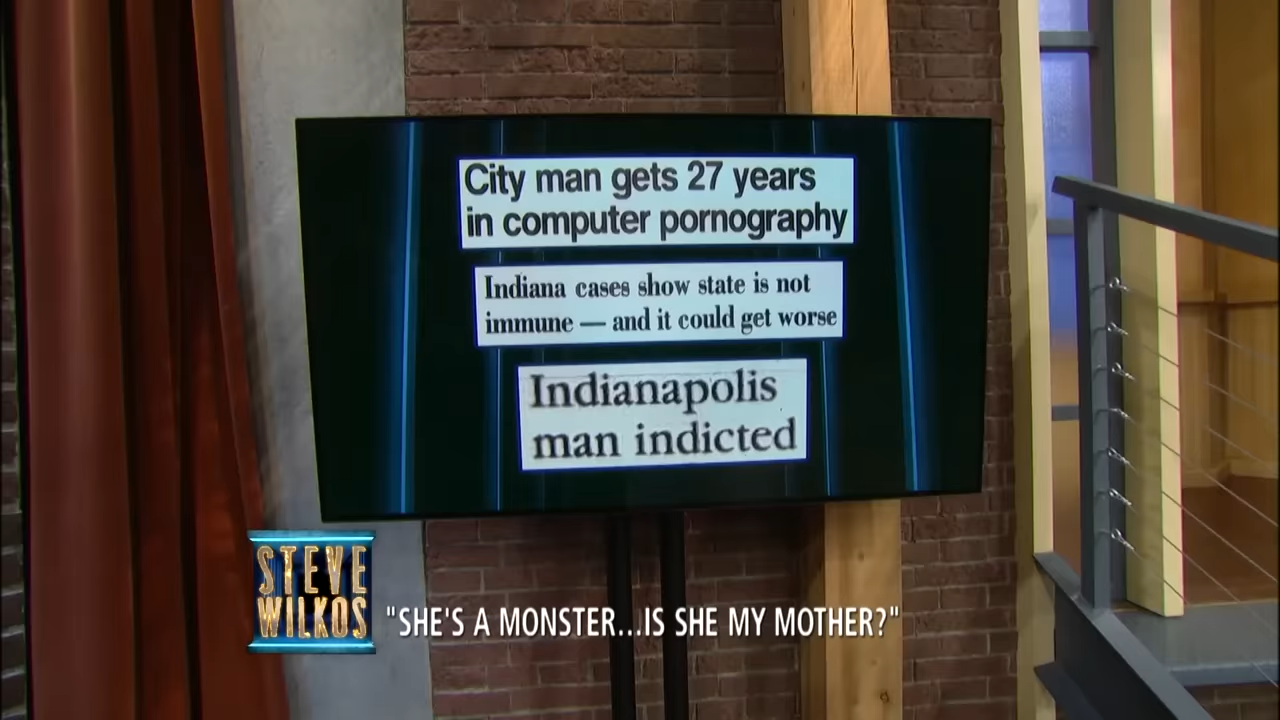 City man gets 27 years
in computer pornography
Indiana cases show state is not
immune — and it could get worse
Indianapolis
man indicted
STEVE
WILKOS
"SHE'S A MONSTER...IS SHE MY MOTHER?"